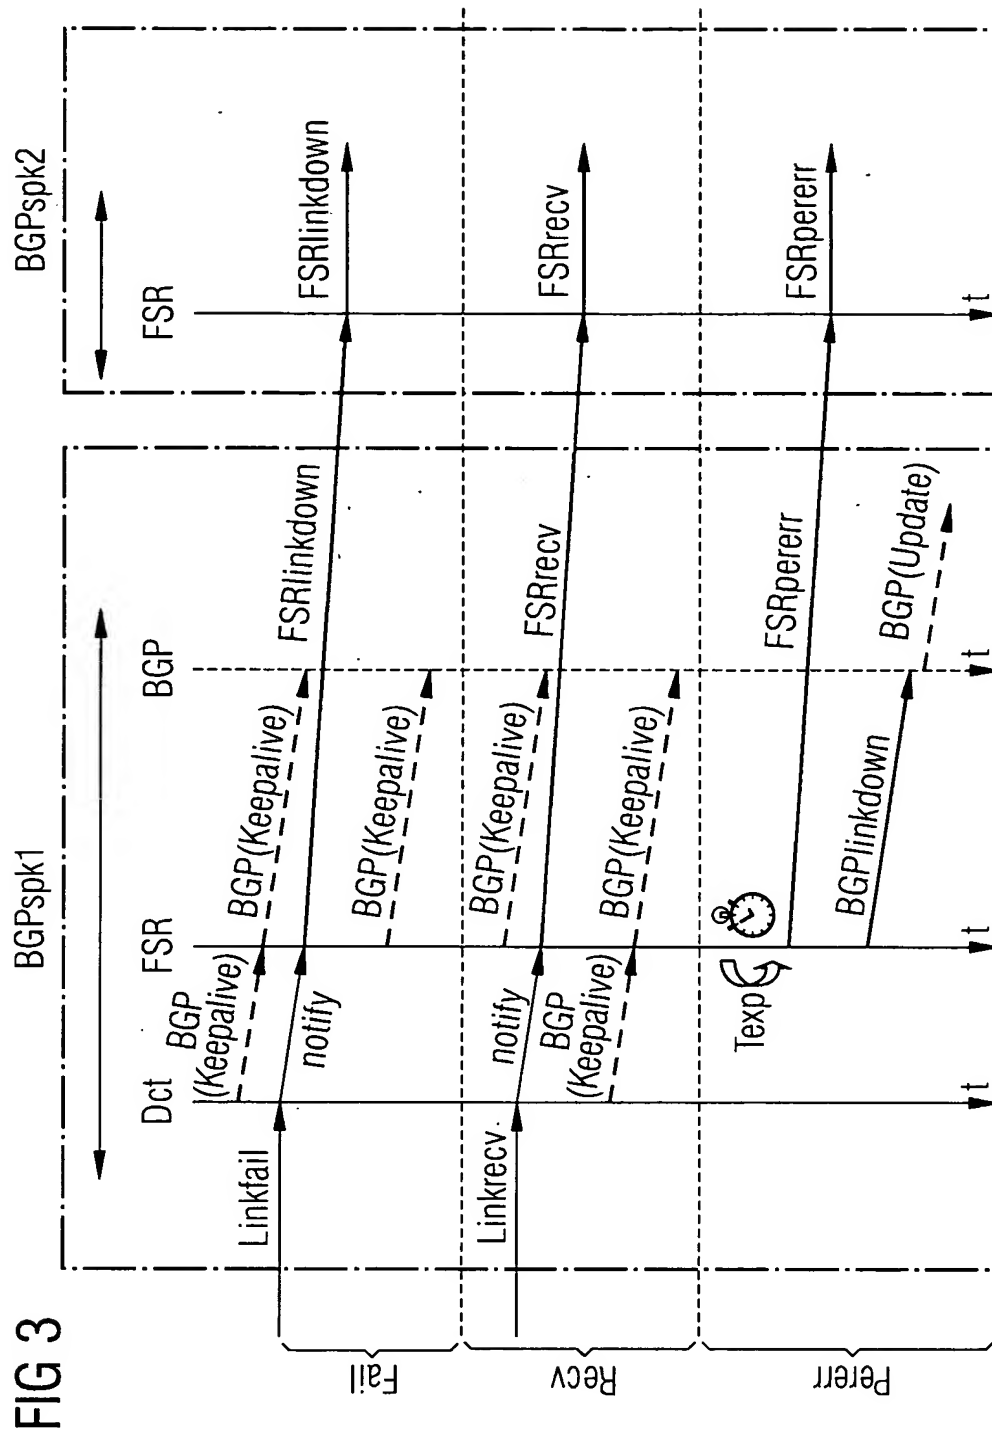 FIG 3
BGPspk1
BGPspk2
Dct
FSR
BGP
FSR
Fail
Linkfail
BGP
(Keepalive)
BGP(Keepalive)
notify
FSRlinkdown
FSRlinkdown
BGP(Keepalive)
Recv
Linkrecv
BGP(Keepalive)
notify
FSRrecv
FSRrecv
BGP
(Keepalive)
BGP(Keepalive)
Pererr
Texp
FSRpererr
FSRpererr
BGPlinkdown
BGP(Update)
t
t
t
t